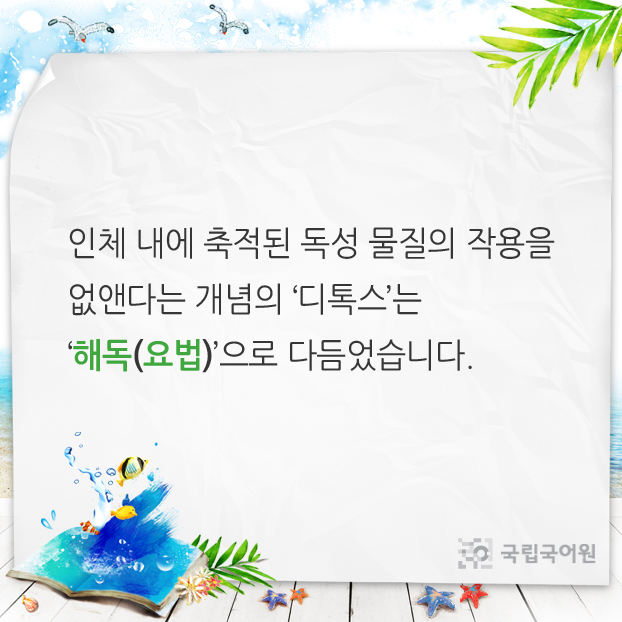 인체 내에 축적된 독성 물질의 작용을
없앤다는 개념의 ‘디톡스’는
‘해독(요법)’으로 다듬었습니다.
국립국어원